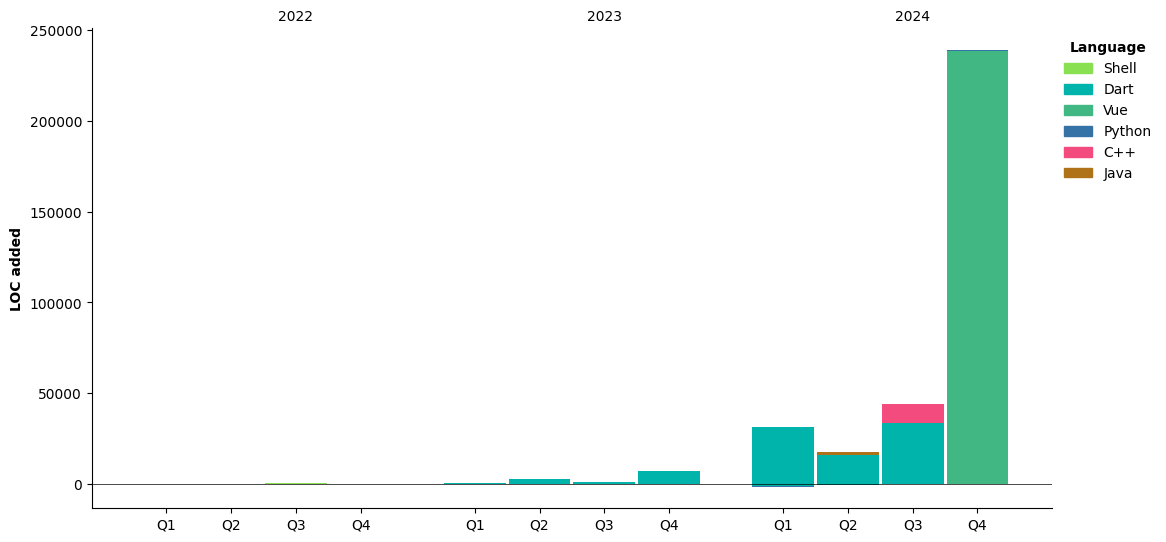 2022 2023 2024
250000
200000
150000
100000
50000
0
LOC added
Q1 Q2 Q3 Q4 Q1 Q2 Q3 Q4 Q1 Q2 Q3 Q4
Language
Shell
Dart
Vue
Python
C++
Java